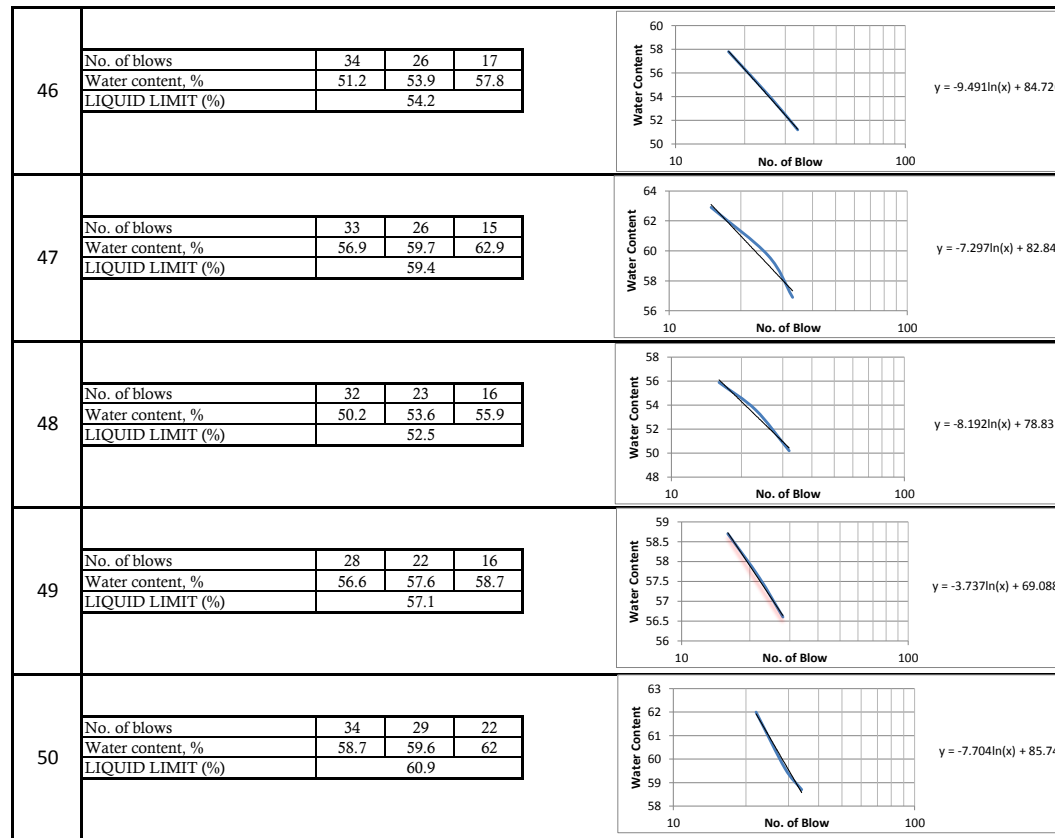 46
No. of blows 34 26 17
Water content, % 51.2 53.9 57.8
LIQUID LIMIT (%) 54.2
60
58
56
54
52
50
10 100
Water Content
No. of Blow
y = -9.491ln(x) + 84.72
47
No. of blows 33 26 15
Water content, % 56.9 59.7 62.9
LIQUID LIMIT (%) 59.4
64
62
60
58
56
10 100
Water Content
No. of Blow
y = -7.297ln(x) + 82.84
48
No. of blows 32 23 16
Water content, % 50.2 53.6 55.9
LIQUID LIMIT (%) 52.5
58
56
54
52
50
48
10 100
Water Content
No. of Blow
y = -8.192ln(x) + 78.83
49
No. of blows 28 22 16
Water content, % 56.6 57.6 58.7
LIQUID LIMIT (%) 57.1
59
58.5
58
57.5
57
56.5
56
10 100
Water Content
No. of Blow
y = -3.737ln(x) + 69.088
50
No. of blows 34 29 22
Water content, % 58.7 59.6 62
LIQUID LIMIT (%) 60.9
63
62
61
60
59
58
10 100
Water Content
No. of Blow
y = -7.704ln(x) + 85.74